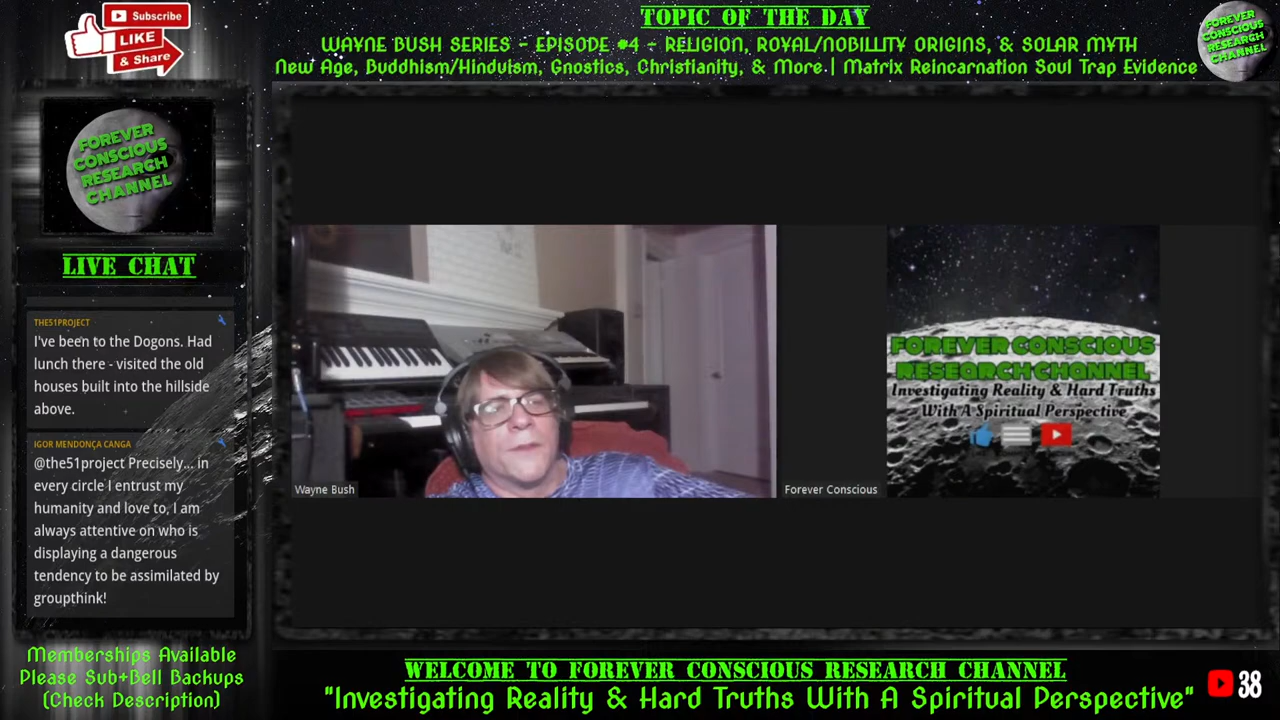 Subscribe
LIKE
& Share
TOPIC OF THE DAY
WAYNE BUSH SERIES - EPISODE #4 - RELIGION, ROYAL/NOBILLITY ORIGINS, & SOLAR MYTH
New Age, Buddhism/Hinduism, Gnostics, Christianity, & More | Matrix Reincarnation Soul Trap Evidence
FOREVER
CONSCIOUS
RESEARCH
CHANNEL
FOREVER
CONSCIOUS
RESEARCH
CHANNEL
LIVE CHAT
THE51PROJECT
I've been to the Dogons. Had
lunch there - visited the old
houses built into the hillside
above.
IGOR MENDONÇA CANGA
@the51project Precisely... in
every circle I entrust my
humanity and love to, I am
always attentive on who is
displaying a dangerous
tendency to be assimilated by
groupthink!
Memberships Available
Please Sub+Bell Backups
(Check Description)
Wayne Bush
FOREVER CONSCIOUS
RESEARCH CHANNEL
Investigating Reality & Hard Truths
With A Spiritual Perspective
Forever Conscious
WELCOME TO FOREVER CONSCIOUS RESEARCH CHANNEL
"Investigating Reality & Hard Truths With A Spiritual Perspective"
38